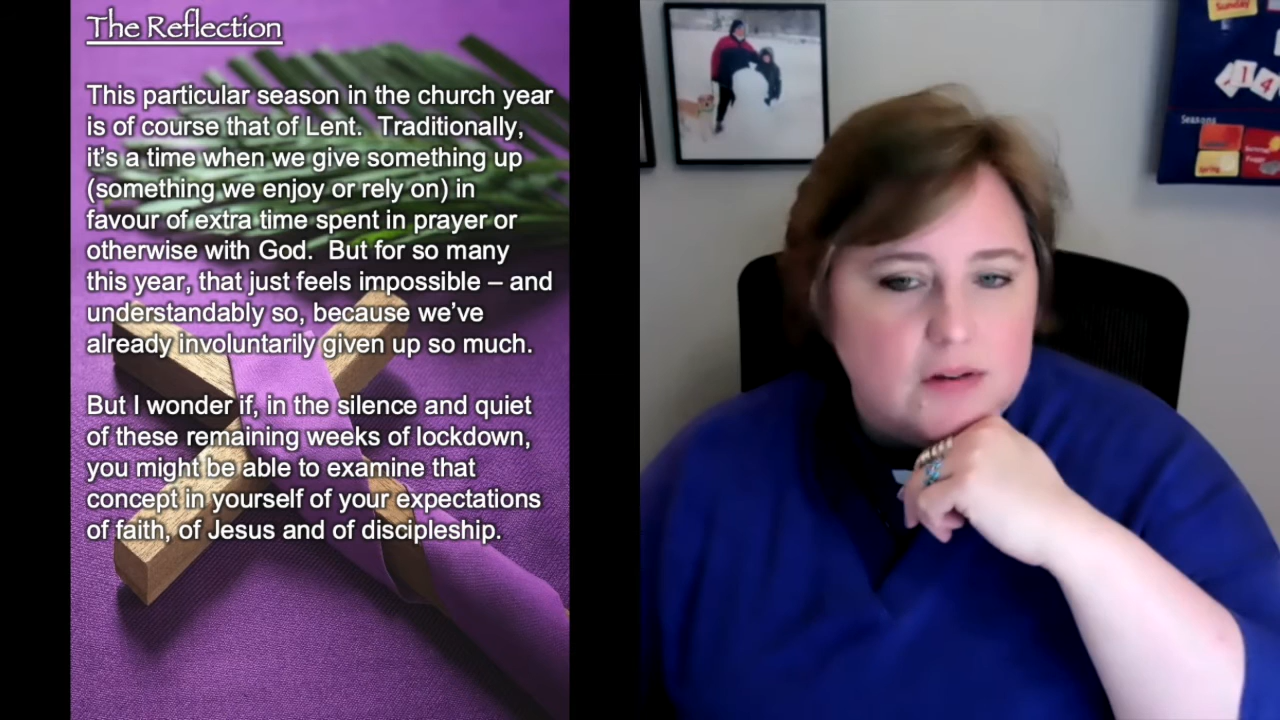 The Reflection
This particular season in the church year
is of course that of Lent.  Traditionally,
it’s a time when we give something up
(something we enjoy or rely on) in
favour of extra time spent in prayer or
otherwise with God.  But for so many
this year, that just feels impossible – and
understandably so, because we’ve
already involuntarily given up so much.
But I wonder if, in the silence and quiet
of these remaining weeks of lockdown,
you might be able to examine that
concept in yourself of your expectations
of faith, of Jesus and of discipleship.
Sunday
14
Seasons
Spring